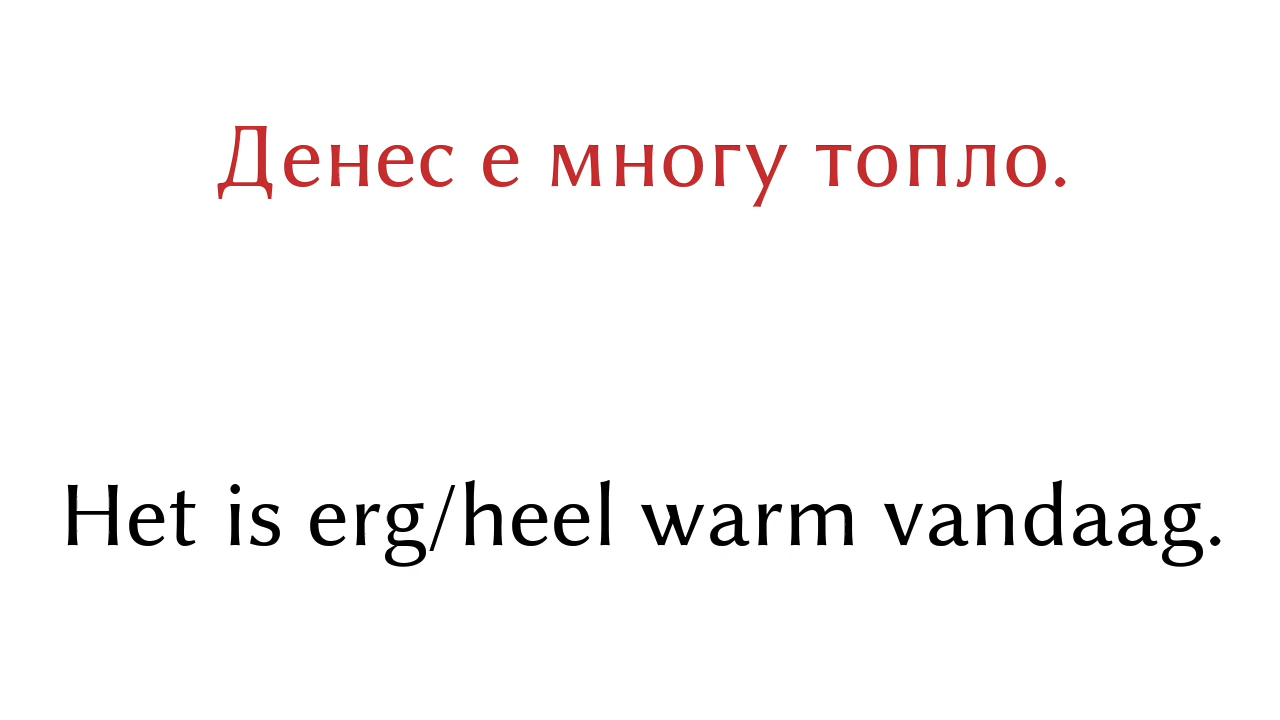 Денес е многу топло.
Het is erg/heel warm vandaag.